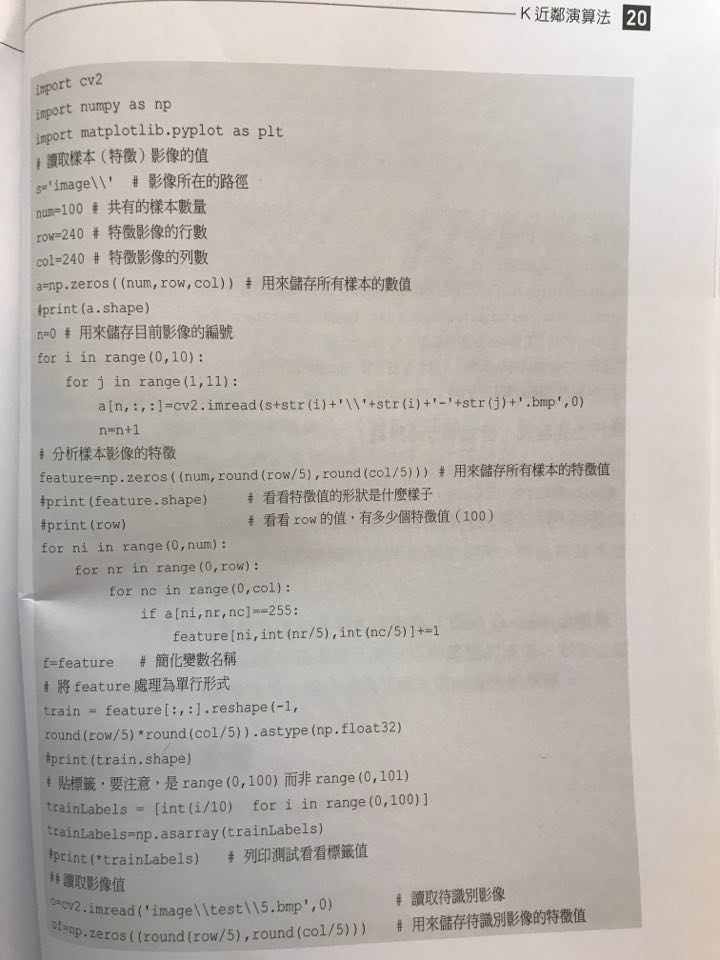 K 近鄰演算法 20
import cv2
import numpy as np
import matplotlib.pyplot as plt
# 讀取樣本（特徵）影像的值
s='image\\' # 影像所在的路徑
num=100 # 共有的樣本數量
row=240 # 特徵影像的行數
col=240 # 特徵影像的列數
a=np.zeros((num,row,col)) # 用來儲存所有樣本的數值
#print(a.shape)
n=0 # 用來儲存目前影像的編號
for i in range(0,10):
    for j in range(1,11):
        a[n,:,:]=cv2.imread(s+str(i)+'\\'+str(i)+'-'+str(j)+'.bmp',0)
        n=n+1
# 分析樣本影像的特徵
feature=np.zeros((num,round(row/5),round(col/5))) # 用來儲存所有樣本的特徵值
#print(feature.shape) # 看看特徵值的形狀是什麼樣子
#print(row) # 看看 row 的值，有多少個特徵值（100）
for ni in range(0,num):
    for nr in range(0,row):
        for nc in range(0,col):
            if a[ni,nr,nc]==255:
                feature[ni,int(nr/5),int(nc/5)]+=1
f=feature # 簡化變數名稱
# 將 feature 處理為單行形式
train = feature[:,:].reshape(-1,
round(row/5)*round(col/5)).astype(np.float32)
#print(train.shape)
# 貼標籤，要注意，是 range(0,100) 而非 range(0,101)
trainLabels = [int(i/10) for i in range(0,100)]
trainLabels=np.asarray(trainLabels)
#print(*trainLabels) # 列印測試看看標籤值
##讀取影像值
o=cv2.imread('image\\test\\5.bmp',0) # 讀取待識別影像
of=np.zeros((round(row/5),round(col/5))) # 用來儲存待識別影像的特徵值